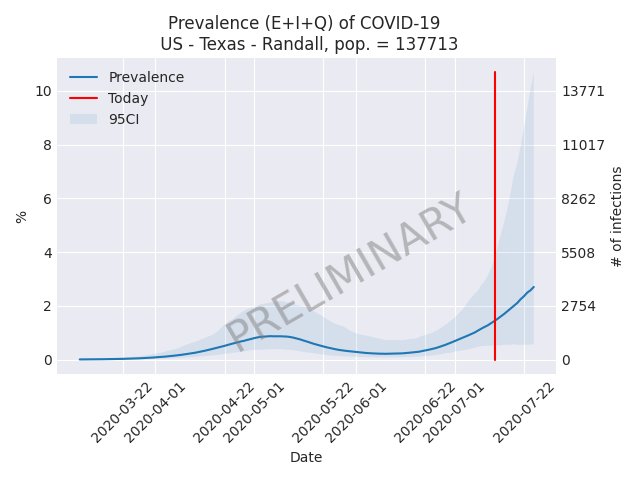 Prevalence (E+I+Q) of COVID-19
US - Texas - Randall, pop. = 137713
Prevalence
Today
95CI
10
8
6
4
2
0
%
13771
11017
8262
5508
2754
0
# of infections
PRELIMINARY
2020-03-22
2020-04-01
2020-04-22
2020-05-01
2020-05-22
2020-06-01
2020-06-22
2020-07-01
2020-07-22
Date